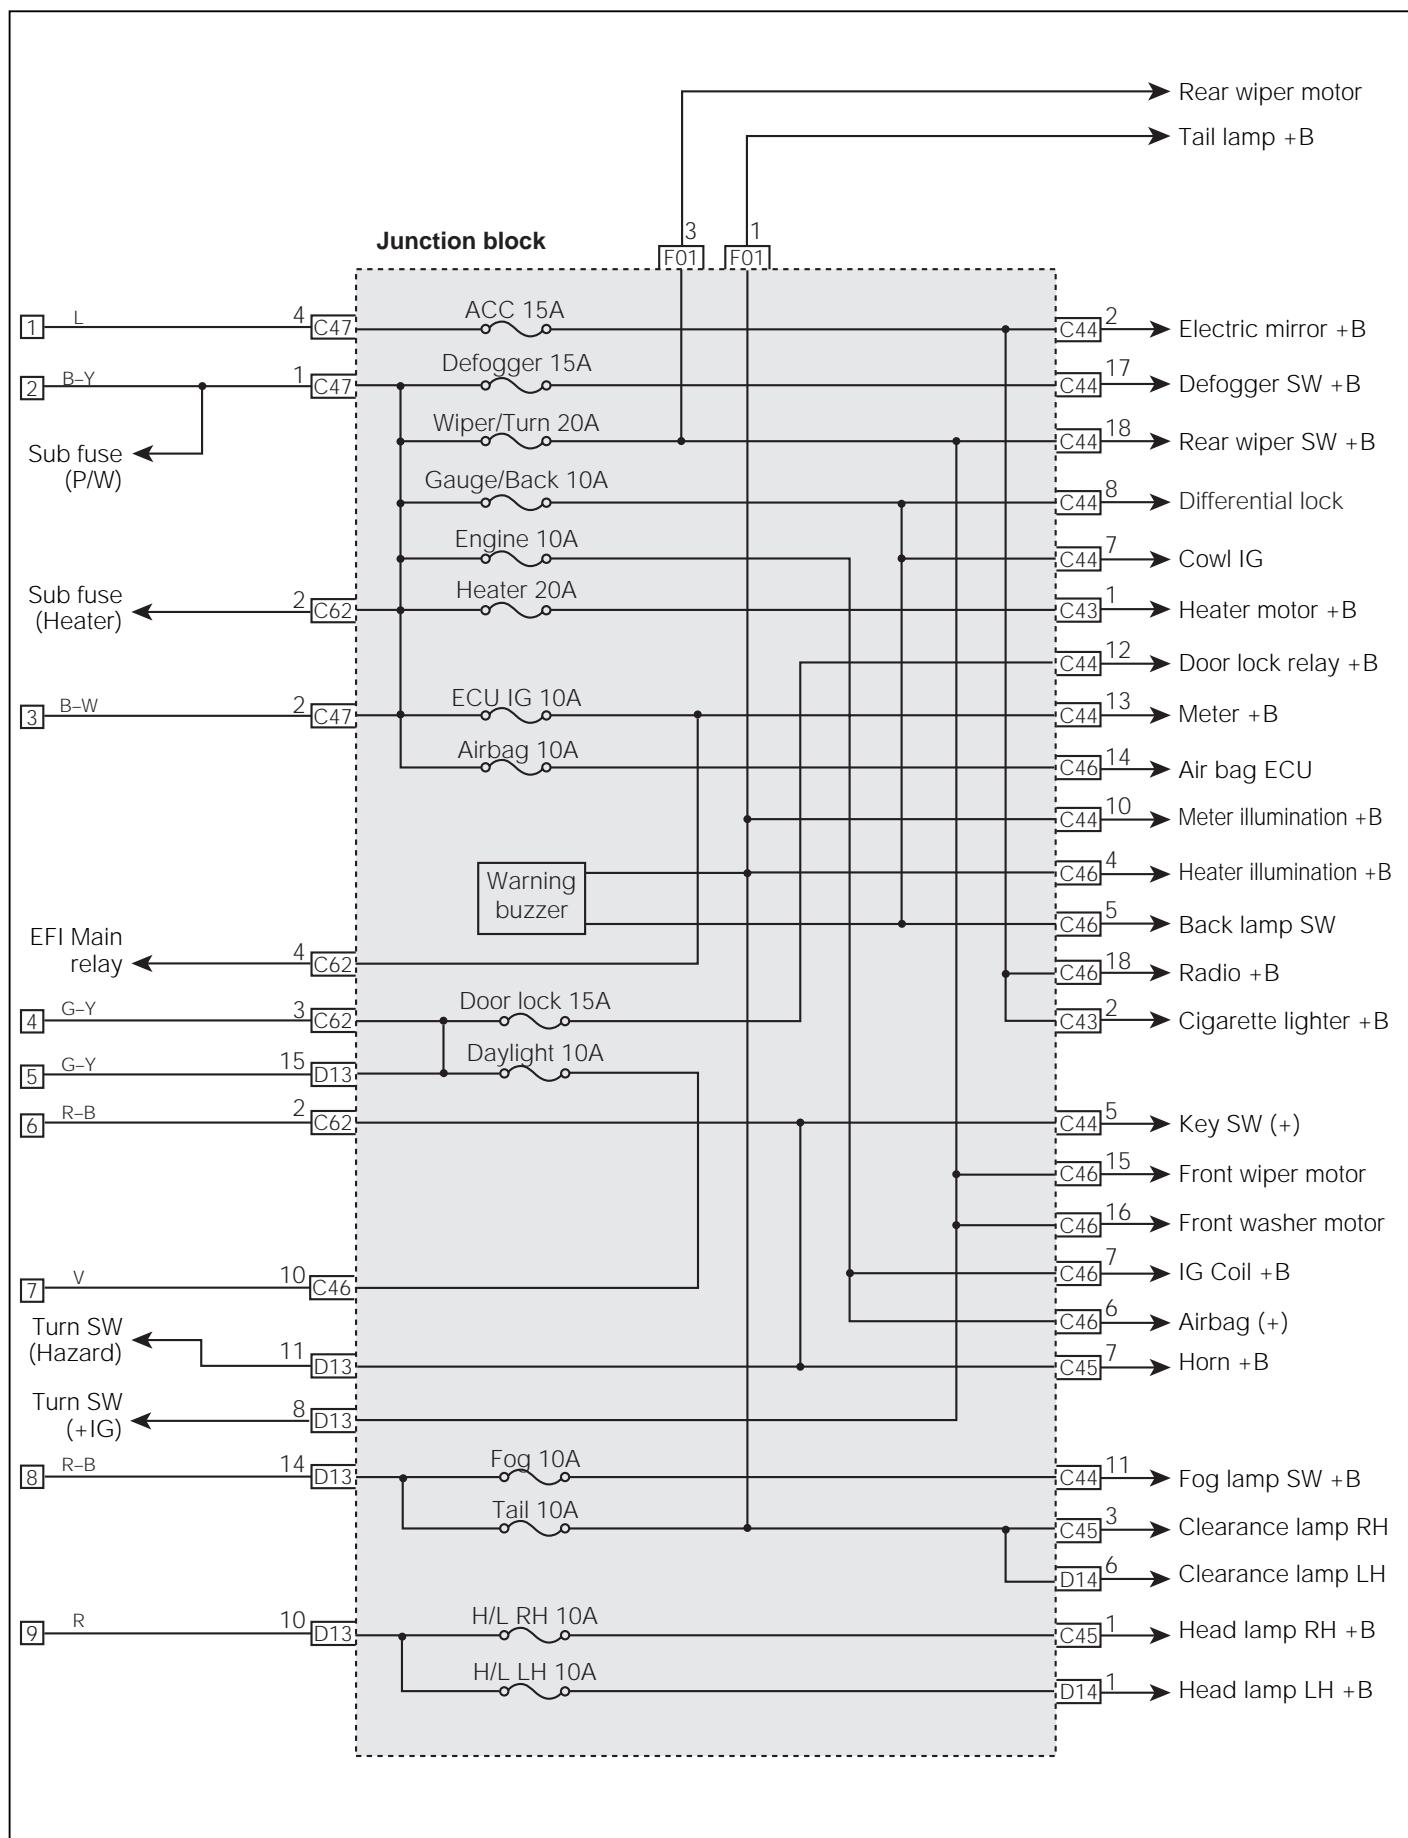 Rear wiper motor
Tail lamp +B
3 1
Junction block
F01 F01
1 L 4 C47 ACC 15A C44 2 Electric mirror +B
2 B–Y 1 C47 Defogger 15A C44 17 Defogger SW +B
Wiper/Turn 20A C44 18 Rear wiper SW +B
Sub fuse
(P/W)
Gauge/Back 10A C44 8 Differential lock
Engine 10A C44 7 Cowl IG
Sub fuse
(Heater)
2 C62 Heater 20A C43 1 Heater motor +B
C44 12 Door lock relay +B
3 B–W 2 C47 ECU IG 10A C44 13 Meter +B
Airbag 10A C46 14 Air bag ECU
C44 10 Meter illumination +B
Warning
buzzer
C46 4 Heater illumination +B
C46 5 Back lamp SW
EFI Main
relay
4 C62
C46 18 Radio +B
4 G–Y 3 C62 Door lock 15A C43 2 Cigarette lighter +B
5 G–Y 15 D13 Daylight 10A
6 R–B 2 C62 C44 5 Key SW (+)
C46 15 Front wiper motor
C46 16 Front washer motor
7 V 10 C46 C46 7 IG Coil +B
Turn SW
(Hazard)
C46 6 Airbag (+)
11 D13 C45 7 Horn +B
Turn SW
(+IG)
8 D13
8 R–B 14 D13 Fog 10A C44 11 Fog lamp SW +B
Tail 10A C45 3 Clearance lamp RH
D14 6 Clearance lamp LH
9 R 10 D13 H/L RH 10A C45 1 Head lamp RH +B
H/L LH 10A D14 1 Head lamp LH +B